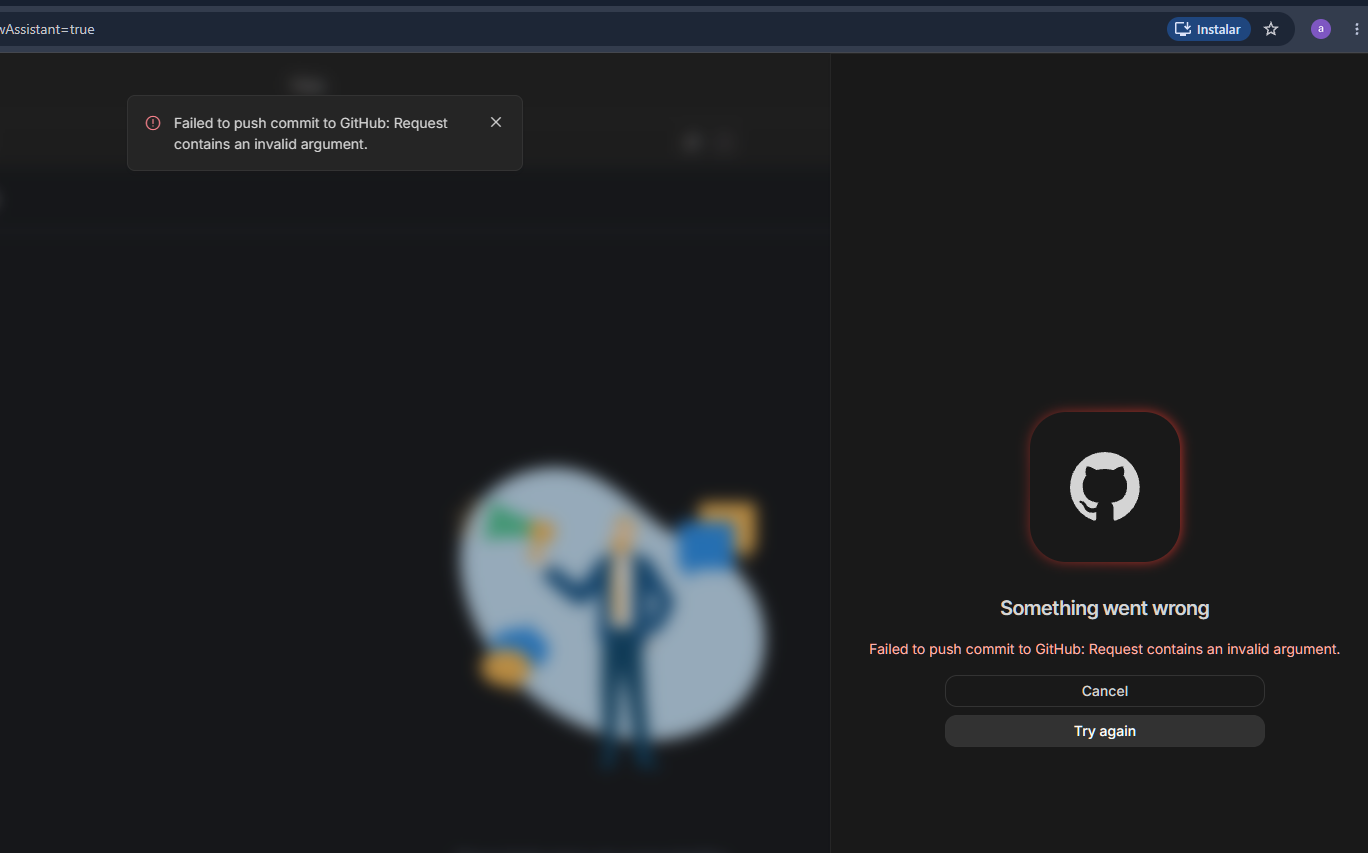 wAssistant=true
Instalar
a
Failed to push commit to GitHub: Request
contains an invalid argument.
Something went wrong
Failed to push commit to GitHub: Request contains an invalid argument.
Cancel
Try again